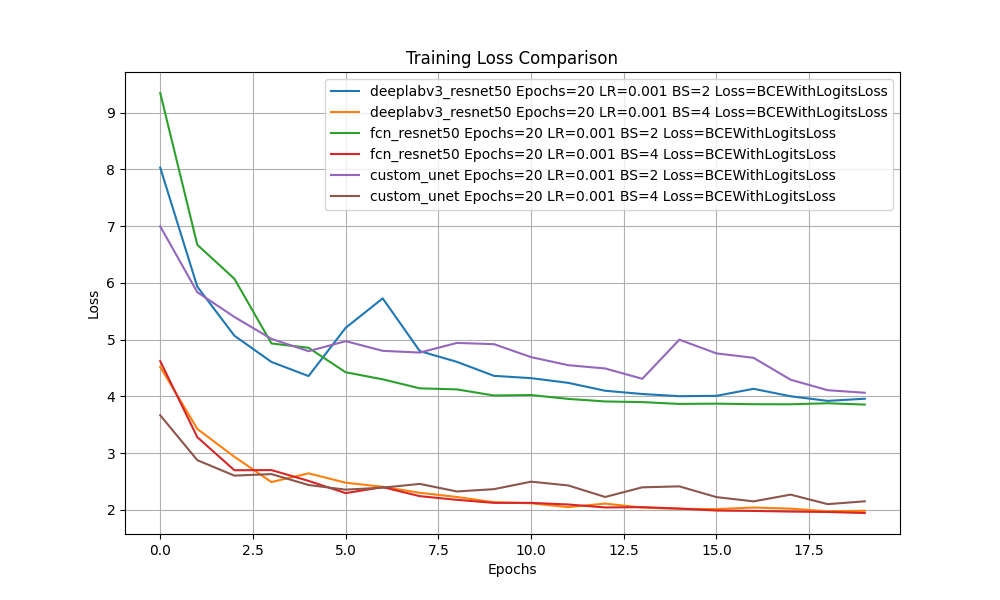 Training Loss Comparison
deeplabv3_resnet50 Epochs=20 LR=0.001 BS=2 Loss=BCEWithLogitsLoss
deeplabv3_resnet50 Epochs=20 LR=0.001 BS=4 Loss=BCEWithLogitsLoss
fcn_resnet50 Epochs=20 LR=0.001 BS=2 Loss=BCEWithLogitsLoss
fcn_resnet50 Epochs=20 LR=0.001 BS=4 Loss=BCEWithLogitsLoss
custom_unet Epochs=20 LR=0.001 BS=2 Loss=BCEWithLogitsLoss
custom_unet Epochs=20 LR=0.001 BS=4 Loss=BCEWithLogitsLoss
9
8
7
6
5
4
3
2
Loss
0.0 2.5 5.0 7.5 10.0 12.5 15.0 17.5
Epochs